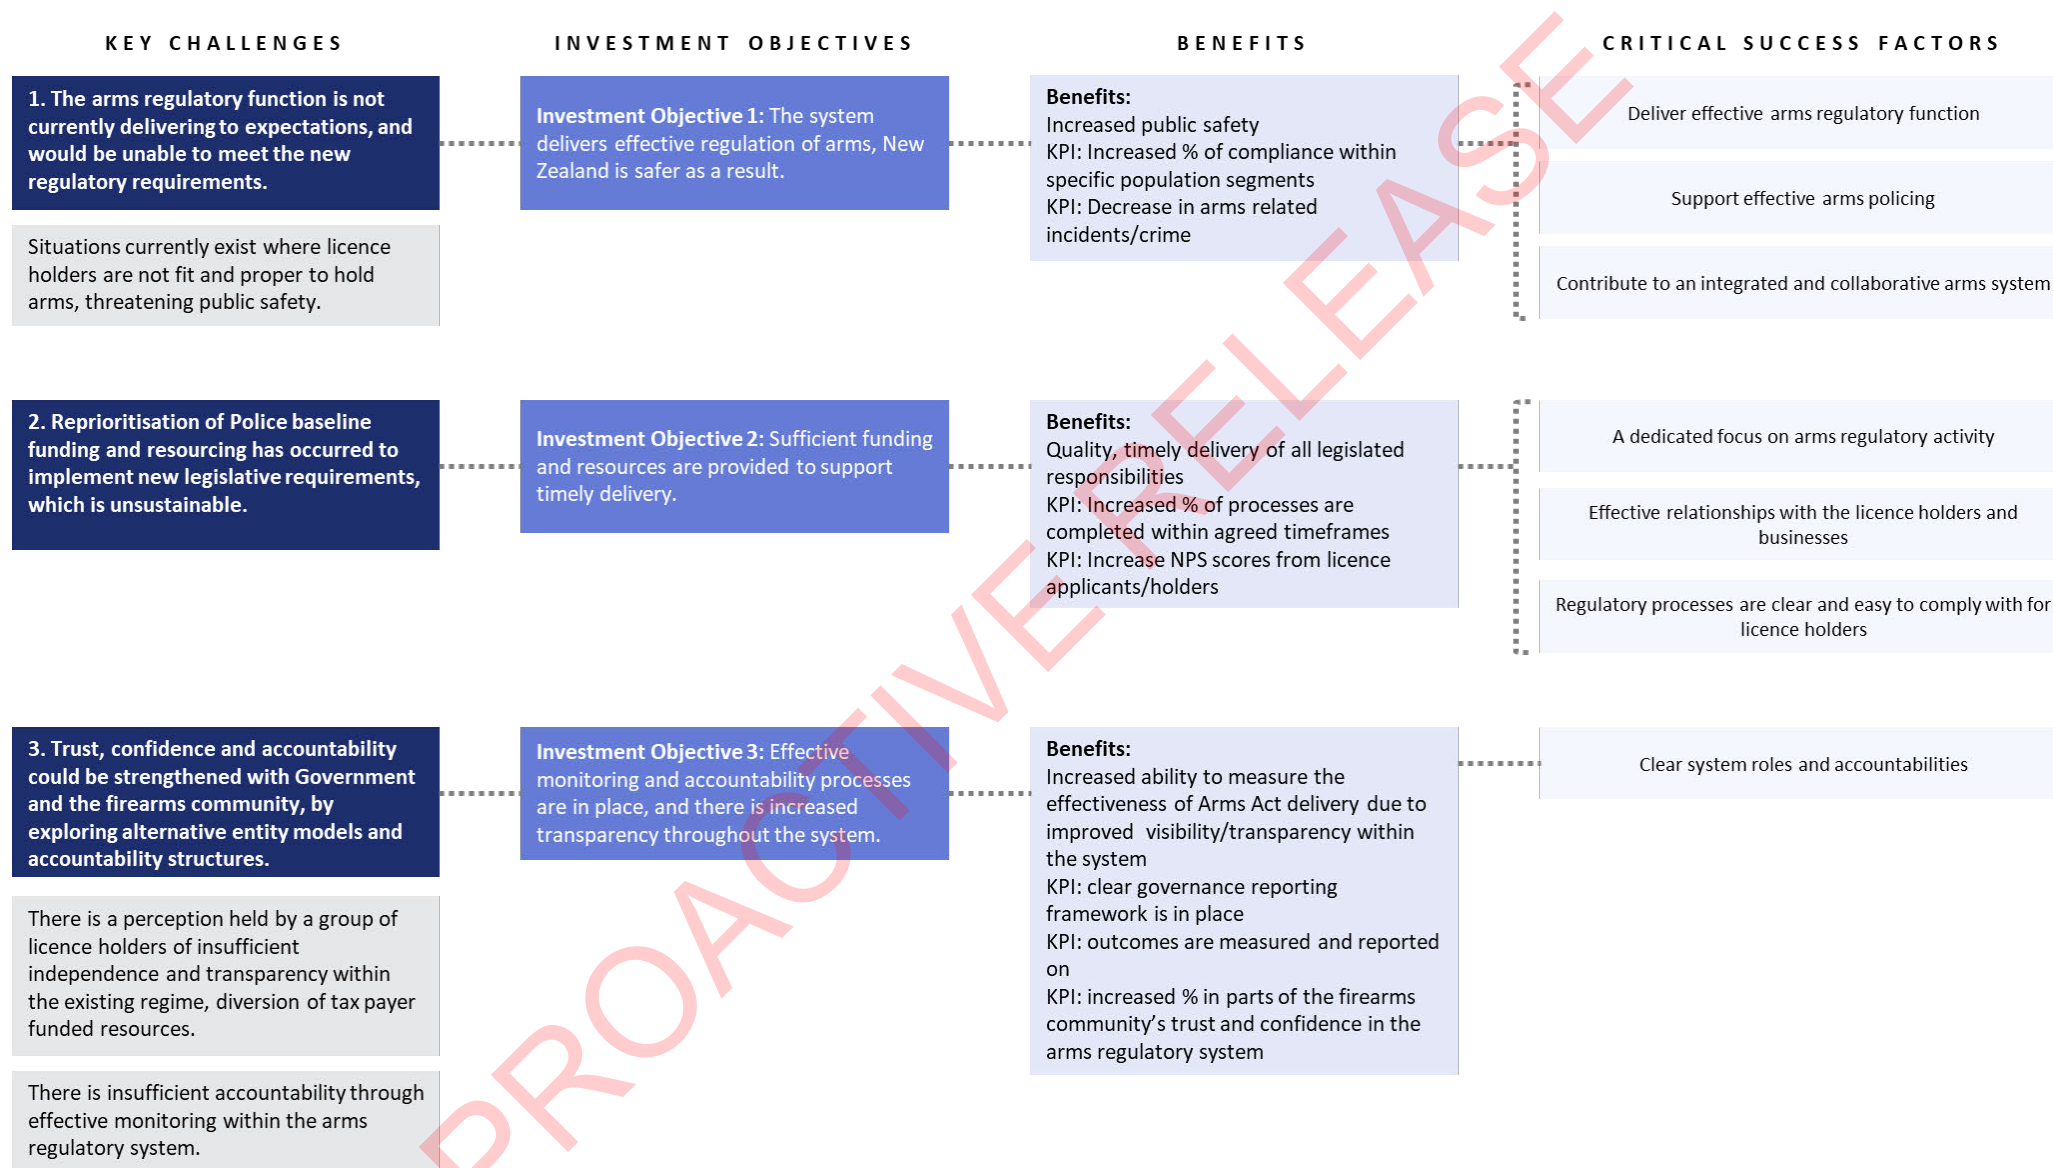 KEY CHALLENGES
INVESTMENT OBJECTIVES
BENEFITS
CRITICAL SUCCESS FACTORS
1. The arms regulatory function is not
currently delivering to expectations, and
would be unable to meet the new
regulatory requirements.
Situations currently exist where licence
holders are not fit and proper to hold
arms, threatening public safety.
Investment Objective 1: The system
delivers effective regulation of arms, New
Zealand is safer as a result.
Benefits:
Increased public safety
KPI: Increased % of compliance within
specific population segments
KPI: Decrease in arms related
incidents/crime
Deliver effective arms regulatory function
Support effective arms policing
Contribute to an integrated and collaborative arms system
2. Reprioritisation of Police baseline
funding and resourcing has occurred to
implement new legislative requirements,
which is unsustainable.
Investment Objective 2: Sufficient funding
and resources are provided to support
timely delivery.
Benefits:
Quality, timely delivery of all legislated
responsibilities
KPI: Increased % of processes are
completed within agreed timeframes
KPI: Increase NPS scores from licence
applicants/holders
A dedicated focus on arms regulatory activity
Effective relationships with the licence holders and
businesses
Regulatory processes are clear and easy to comply with for
licence holders
3. Trust, confidence and accountability
could be strengthened with Government
and the firearms community, by
exploring alternative entity models and
accountability structures.
There is a perception held by a group of
licence holders of insufficient
independence and transparency within
the existing regime, diversion of tax payer
funded resources.
There is insufficient accountability through
effective monitoring within the arms
regulatory system.
Investment Objective 3: Effective
monitoring and accountability processes
are in place, and there is increased
transparency throughout the system.
Benefits:
Increased ability to measure the
effectiveness of Arms Act delivery due to
improved visibility/transparency within
the system
KPI: clear governance reporting
framework is in place
KPI: outcomes are measured and reported
on
KPI: increased % in parts of the firearms
community’s trust and confidence in the
arms regulatory system
Clear system roles and accountabilities
PROACTIVE RELEASE